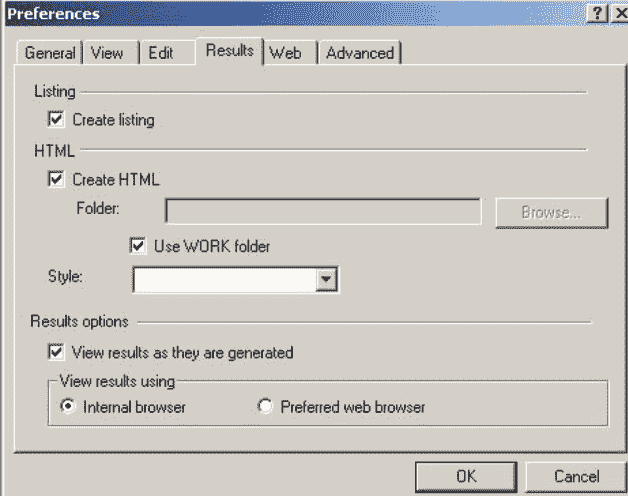 Preferences
General View Edit Results Web Advanced
Listing
Create listing
HTML
Create HTML
Folder: Browse...
Use WORK folder
Style:
Results options
View results as they are generated
View results using
Internal browser Preferred web browser
OK Cancel